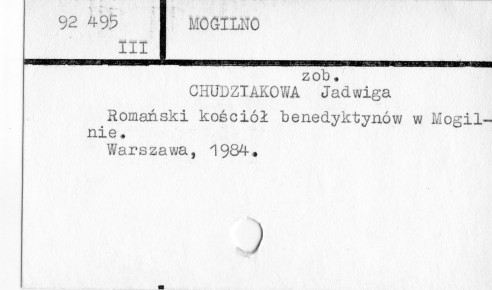 92 495
III
MOGILNO
zob.
CHUDZIAKOWA Jadwiga
Romański kościół benedyktynów w Mogil-
nie.
Warszawa, 1984.